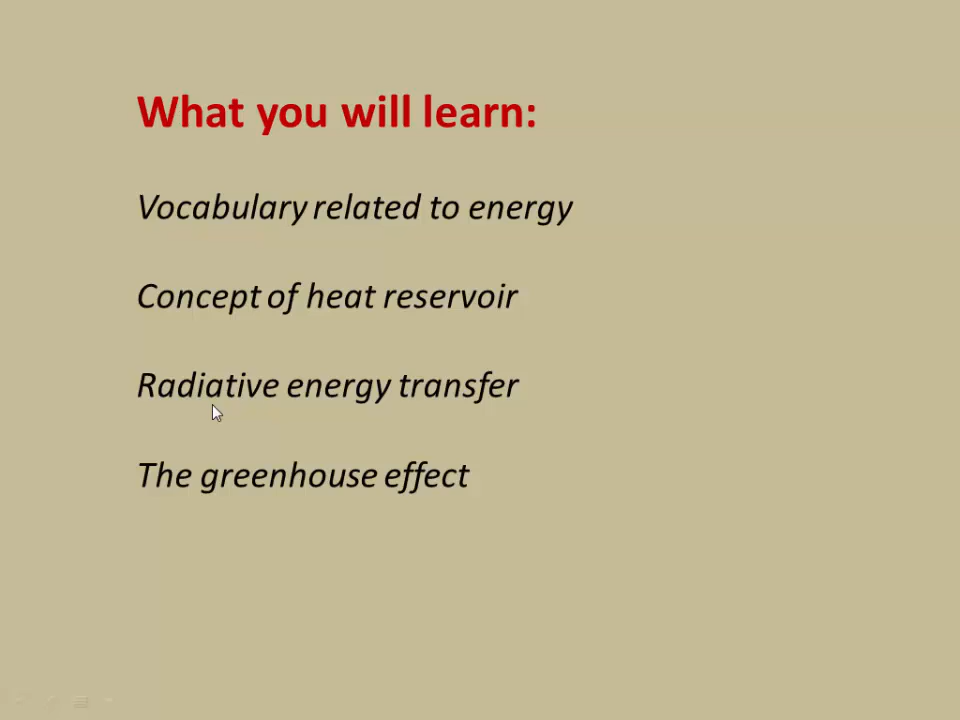 What you will learn:
Vocabulary related to energy
Concept of heat reservoir
Radiative energy transfer
The greenhouse effect